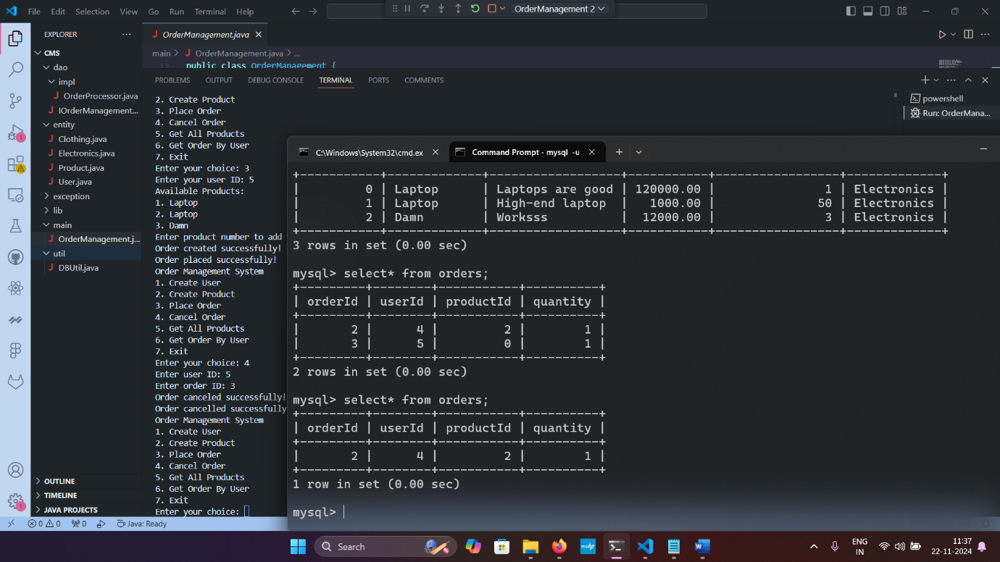 File Edit Selection View Go Run Terminal Help
OrderManagement 2
EXPLORER
CMS
dao
impl
OrderProcessor.java
IOrderManagement...
entity
Clothing.java
Electronics.java
Product.java
User.java
exception
lib
main
OrderManagement.j...
util
DBUtil.java
OUTLINE
TIMELINE
JAVA PROJECTS
OrderManagement.java
main > OrderManagement.java > ...
12 public class OrderManagement {
PROBLEMS OUTPUT DEBUG CONSOLE TERMINAL PORTS COMMENTS
powershell
Run: OrderMana...
2. Create Product
3. Place Order
4. Cancel Order
5. Get All Products
6. Get Order By User
7. Exit
Enter your choice: 3
Enter your user ID: 5
Available Products:
1. Laptop
2. Laptop
3. Damn
Enter product number to add
Order created successfully!
Order placed successfully!
Order Management System
1. Create User
2. Create Product
3. Place Order
4. Cancel Order
5. Get All Products
6. Get Order By User
7. Exit
Enter your choice: 4
Enter user ID: 5
Enter order ID: 3
Order canceled successfully!
Order cancelled successfully
Order Management System
1. Create User
2. Create Product
3. Place Order
4. Cancel Order
5. Get All Products
6. Get Order By User
7. Exit
Enter your choice:
C:\Windows\System32\cmd.ex
Command Prompt - mysql -u
+-----------+--------------+-------------------+-----------+------------------+-------------+
| 0 | Laptop | Laptops are good | 120000.00 | 1 | Electronics |
| 1 | Laptop | High-end laptop | 1000.00 | 50 | Electronics |
| 2 | Damn | Worksss | 12000.00 | 3 | Electronics |
+-----------+--------------+-------------------+-----------+------------------+-------------+
3 rows in set (0.00 sec)
mysql> select* from orders;
+---------+--------+-----------+----------+
| orderId | userId | productId | quantity |
+---------+--------+-----------+----------+
| 2 | 4 | 2 | 1 |
| 3 | 5 | 0 | 1 |
+---------+--------+-----------+----------+
2 rows in set (0.00 sec)
mysql> select* from orders;
+---------+--------+-----------+----------+
| orderId | userId | productId | quantity |
+---------+--------+-----------+----------+
| 2 | 4 | 2 | 1 |
+---------+--------+-----------+----------+
1 row in set (0.00 sec)
mysql>
0 0 0 Java: Ready
Search
ENG
IN
11:37
22-11-2024